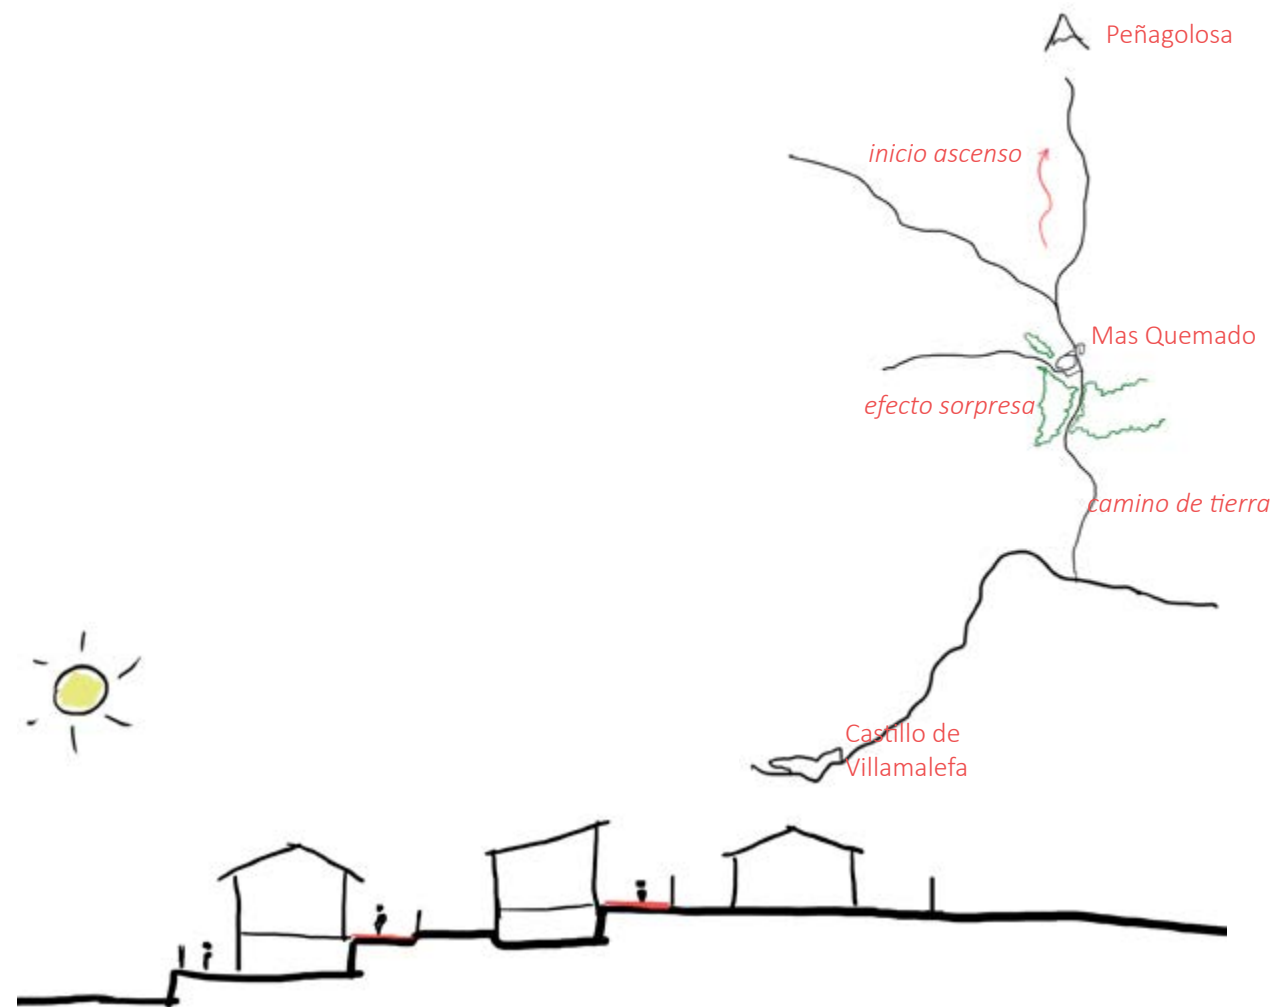 Peñagolosa
inicio ascenso
Mas Quemado
efecto sorpresa
camino de tierra
Castillo de
Villamalefa